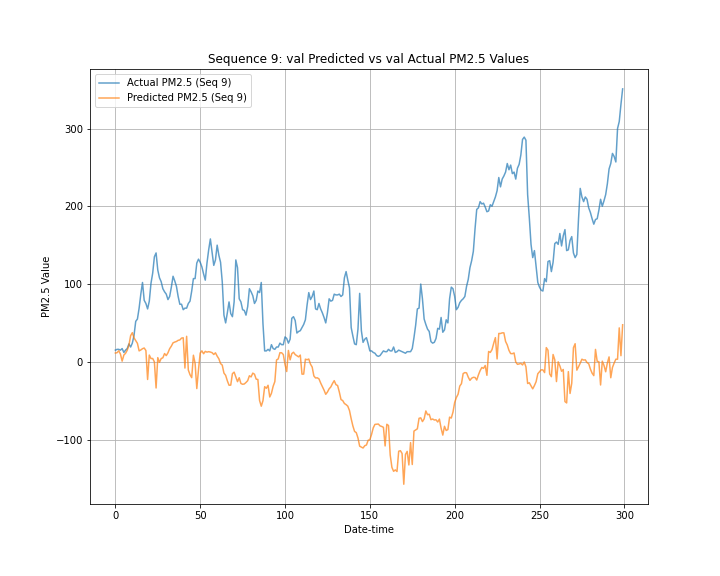 Sequence 9: val Predicted vs val Actual PM2.5 Values
Actual PM2.5 (Seq 9)
Predicted PM2.5 (Seq 9)
300
200
100
0
−100
PM2.5 Value
0 50 100 150 200 250 300
Date-time